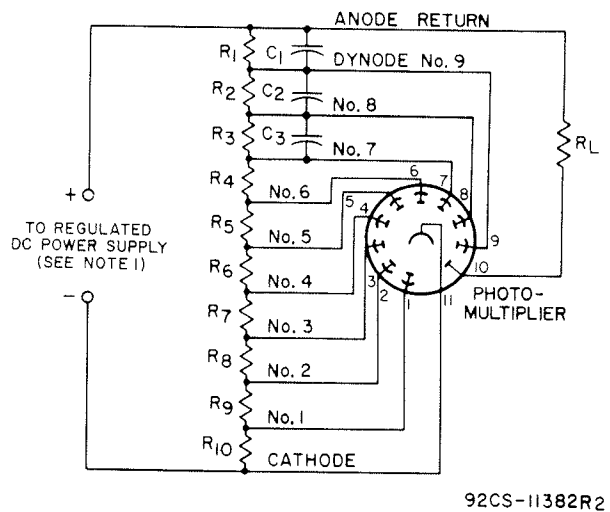 ANODE RETURN
R1 C1 DYNODE No. 9
R2 C2 No. 8
R3 C3 No. 7
RL
R4 No. 6
R5 No. 5
R6 No. 4
R7 No. 3
R8 No. 2
R9 No. 1
R10 CATHODE
+
TO REGULATED
DC POWER SUPPLY
(SEE NOTE 1)
-
1
2
3
4
5
6
7
8
9
10
11
PHOTO-
MULTIPLIER
92CS-11382R2